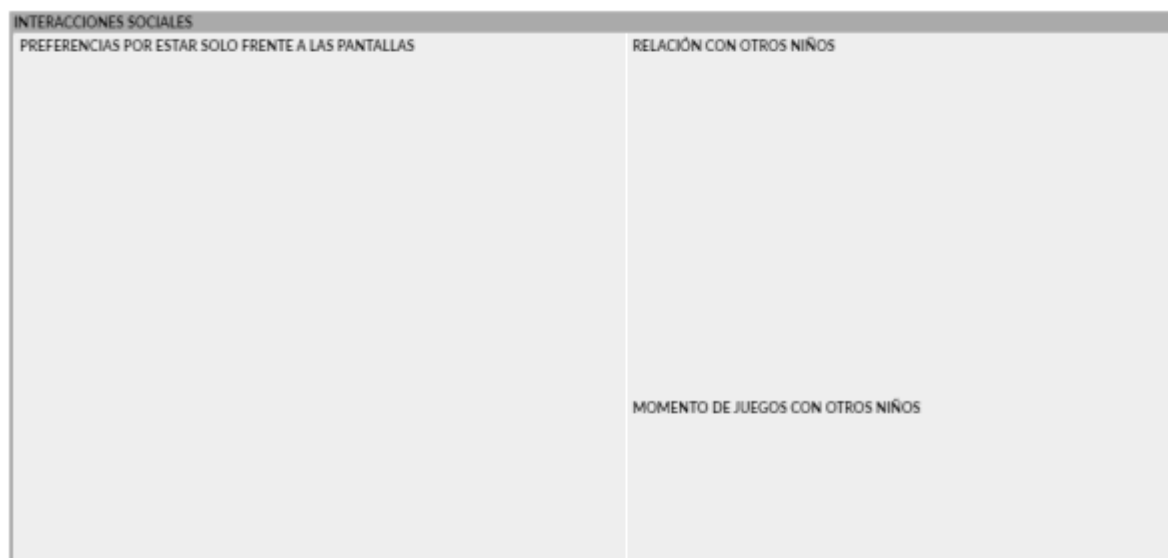 INTERACCIONES SOCIALES
PREFERENCIAS POR ESTAR SOLO FRENTE A LAS PANTALLAS
RELACIÓN CON OTROS NIÑOS
MOMENTO DE JUEGOS CON OTROS NIÑOS